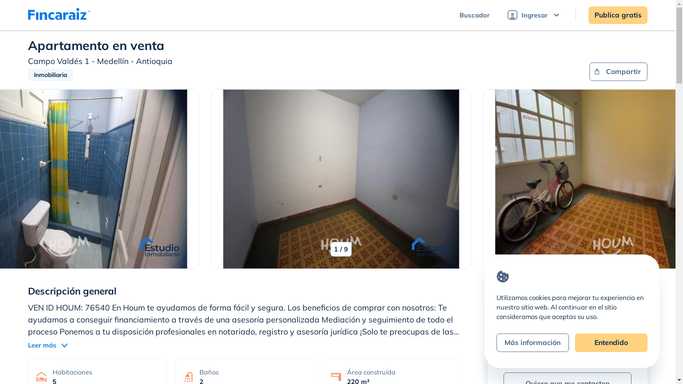 Fincaraiz
Buscador
Ingresar
Publica gratis
Apartamento en venta
Campo Valdés 1 - Medellín - Antioquia
Inmobiliaria
Compartir
HOUM
Estudio
Inmobiliario
HOUM
1 / 9
HOUM
Descripción general
VEN ID HOUM: 76540 En Houm te ayudamos de forma fácil y segura. Los beneficios de comprar con nosotros: Te
ayudamos a conseguir financiamiento a través de una asesoría personalizada Mediación y seguimiento de todo el
proceso Ponemos a tu disposición profesionales en notariado, registro y asesoría jurídica ¡Solo te preocupas de las...
Leer más
Habitaciones
5
Baños
2
Área construida
220 m²
Utilizamos cookies para mejorar tu experiencia en
nuestro sitio web. Al continuar en el sitio
consideramos que aceptas su uso.
Más información
Entendido
Quiero que me contacten